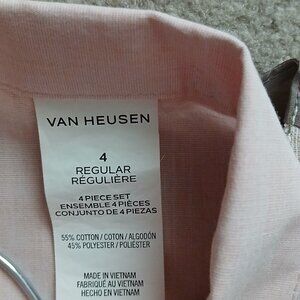 VAN HEUSEN
4
REGULAR
RÉGULIÈRE
4 PIECE SET
ENSEMBLE 4 PIÈCES
CONJUNTO DE 4 PIEZAS
55% COTTON / COTON / ALGODÓN
45% POLYESTER / POLIÉSTER
MADE IN VIETNAM
FABRIQUÉ AU VIETNAM
HECHO EN VIETNAM